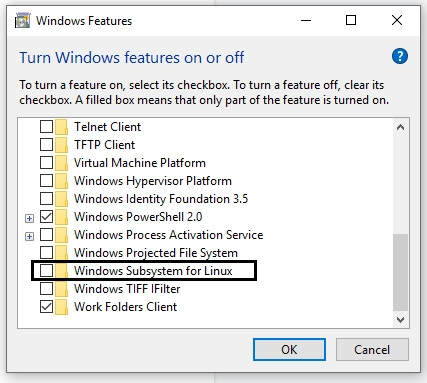 Windows Features
Turn Windows features on or off
To turn a feature on, select its checkbox. To turn a feature off, clear its
checkbox. A filled box means that only part of the feature is turned on.
Telnet Client
TFTP Client
Virtual Machine Platform
Windows Hypervisor Platform
Windows Identity Foundation 3.5
Windows PowerShell 2.0
Windows Process Activation Service
Windows Projected File System
Windows Subsystem for Linux
Windows TIFF IFilter
Work Folders Client
OK
Cancel